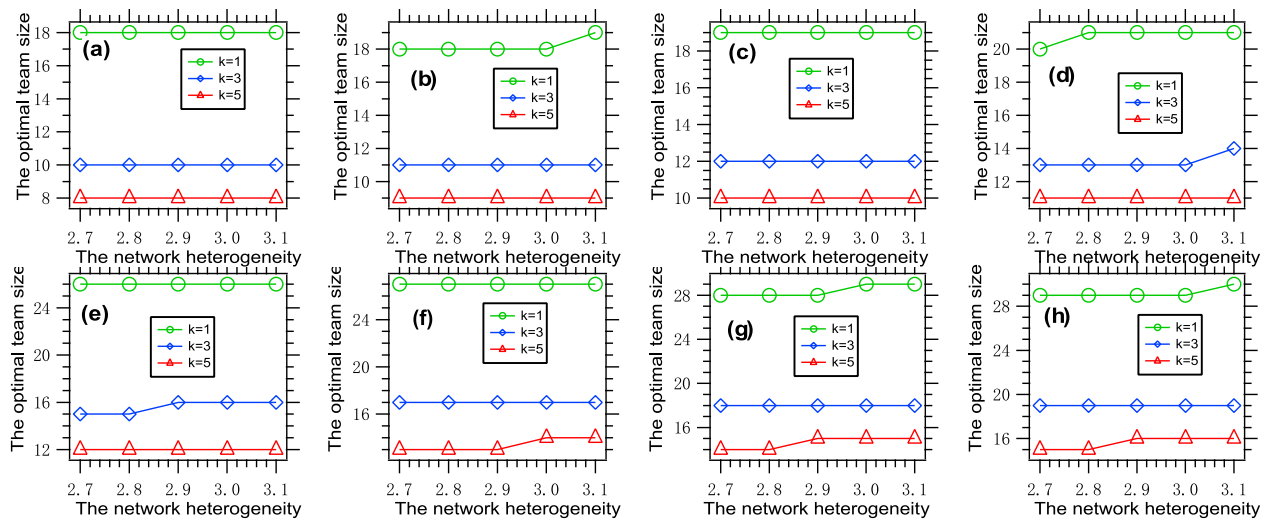 The optimal team size
18
16
14
12
10
8
(a)
k=1
k=3
k=5
2.7 2.8 2.9 3.0 3.1
The network heterogeneity
The optimal team size
18
16
14
12
10
(b)
k=1
k=3
k=5
2.7 2.8 2.9 3.0 3.1
The network heterogeneity
The optimal team size
18
16
14
12
10
(c)
k=1
k=3
k=5
2.7 2.8 2.9 3.0 3.1
The network heterogeneity
The optimal team size
20
18
16
14
12
(d)
k=1
k=3
k=5
2.7 2.8 2.9 3.0 3.1
The network heterogeneity
The optimal team size
24
20
16
12
(e)
k=1
k=3
k=5
2.7 2.8 2.9 3.0 3.1
The network heterogeneity
The optimal team size
24
20
16
(f)
k=1
k=3
k=5
2.7 2.8 2.9 3.0 3.1
The network heterogeneity
The optimal team size
28
24
20
16
(g)
k=1
k=3
k=5
2.7 2.8 2.9 3.0 3.1
The network heterogeneity
The optimal team size
28
24
20
16
(h)
k=1
k=3
k=5
2.7 2.8 2.9 3.0 3.1
The network heterogeneity